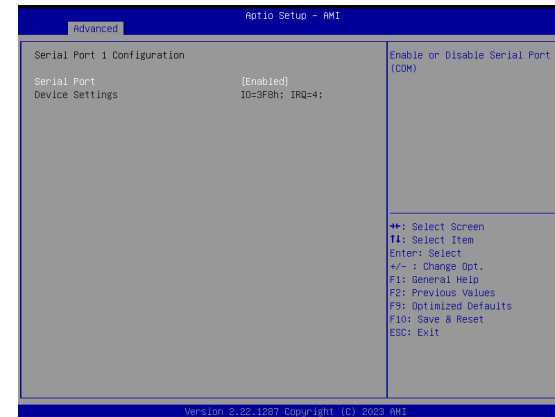 Aptio Setup - AMI
Advanced
Serial Port 1 Configuration
Serial Port [Enabled]
Device Settings IO=3F8h; IRQ=4;
Enable or Disable Serial Port
(COM)
→←: Select Screen
↑↓: Select Item
Enter: Select
+/- : Change Opt.
F1: General Help
F2: Previous Values
F9: Optimized Defaults
F10: Save & Reset
ESC: Exit
Version 2.22.1287 Copyright (C) 2023 AMI